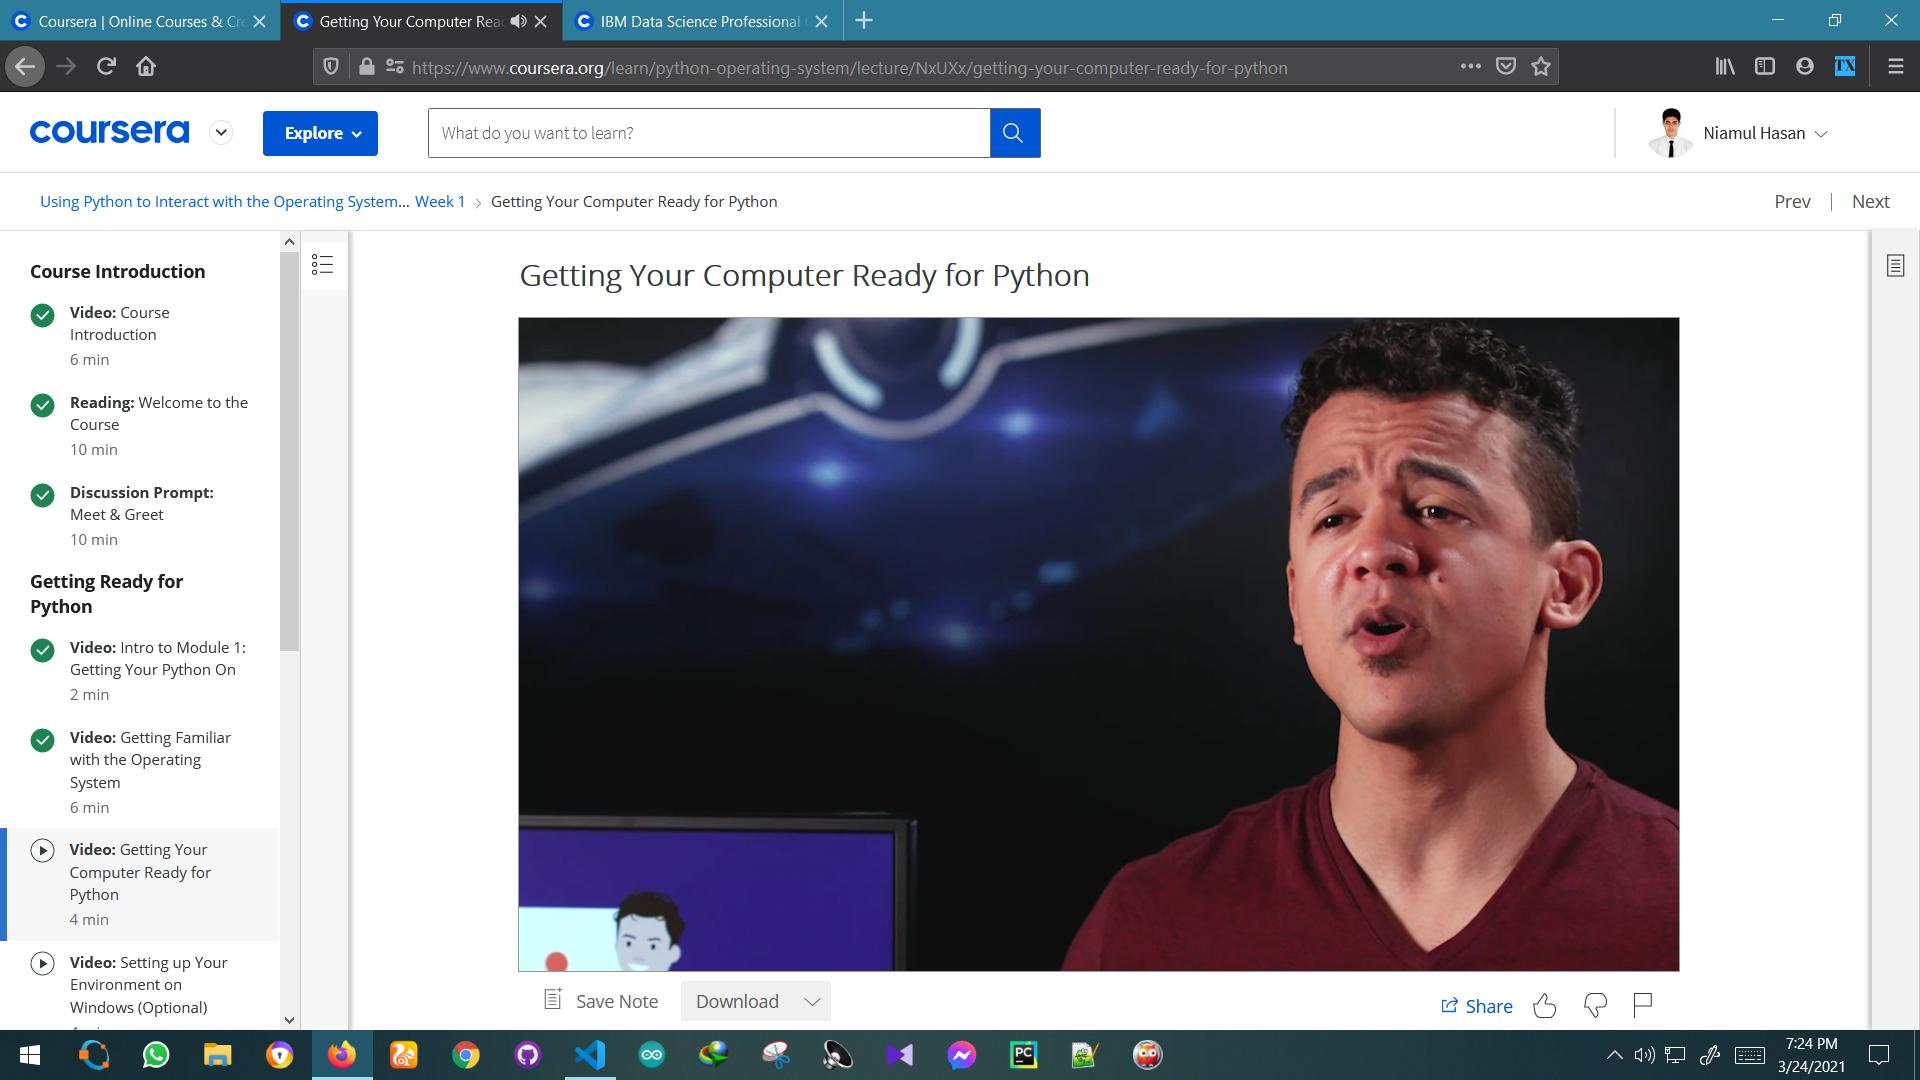 Coursera | Online Courses & Cre
Getting Your Computer Rea
IBM Data Science Professional
https://www.coursera.org/learn/python-operating-system/lecture/NxUXx/getting-your-computer-ready-for-python
TX
coursera
Explore
What do you want to learn?
Niamul Hasan
Using Python to Interact with the Operating System... Week 1 > Getting Your Computer Ready for Python
Prev | Next
Course Introduction
Video: Course
Introduction
6 min
Reading: Welcome to the
Course
10 min
Discussion Prompt:
Meet & Greet
10 min
Getting Ready for
Python
Video: Intro to Module 1:
Getting Your Python On
2 min
Video: Getting Familiar
with the Operating
System
6 min
Video: Getting Your
Computer Ready for
Python
4 min
Video: Setting up Your
Environment on
Windows (Optional)
Getting Your Computer Ready for Python
Save Note
Download
Share
PC
7:24 PM
3/24/2021